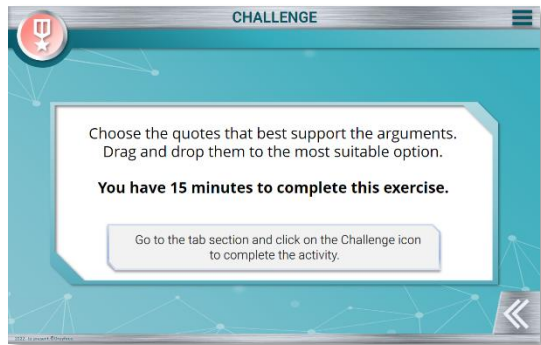 CHALLENGE
Choose the quotes that best support the arguments.
Drag and drop them to the most suitable option.
You have 15 minutes to complete this exercise.
Go to the tab section and click on the Challenge icon
to complete the activity.